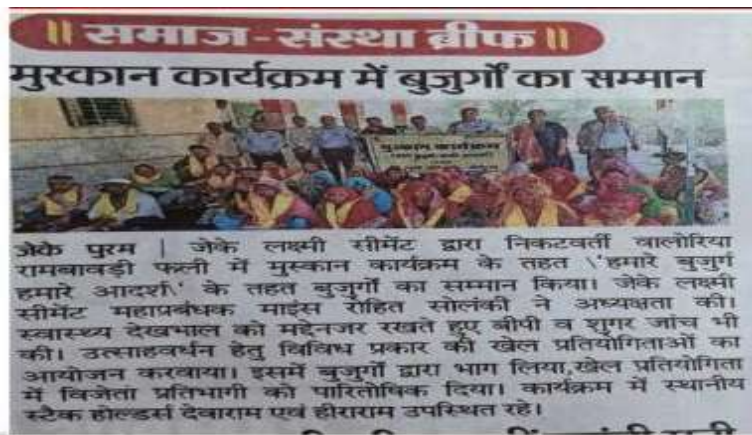 ॥ समाज-संस्था ब्रीफ ॥
मुस्कान कार्यक्रम में बुजुर्गों का सम्मान
मुस्कान कार्यक्रम
जेके पुरम | जेके लक्ष्मी सीमेंट द्वारा निकटवर्ती वालोरिया
रामबावड़ी फली में मुस्कान कार्यक्रम के तहत \'हमारे बुजुर्ग
हमारे आदर्श\' के तहत बुजुर्गों का सम्मान किया। जेके लक्ष्मी
सीमेंट महाप्रबंधक माइंस रोहित सोलंकी ने अध्यक्षता की।
स्वास्थ्य देखभाल को मद्देनजर रखते हुए बीपी व शुगर जांच भी
की। उत्साहवर्धन हेतु विविध प्रकार की खेल प्रतियोगिताओं का
आयोजन करवाया। इसमें बुजुर्गों द्वारा भाग लिया,खेल प्रतियोगिता
में विजेता प्रतिभागी को पारितोषिक दिया। कार्यक्रम में स्थानीय
स्टैक होल्डर्स देवाराम एवं हीराराम उपस्थित रहे।